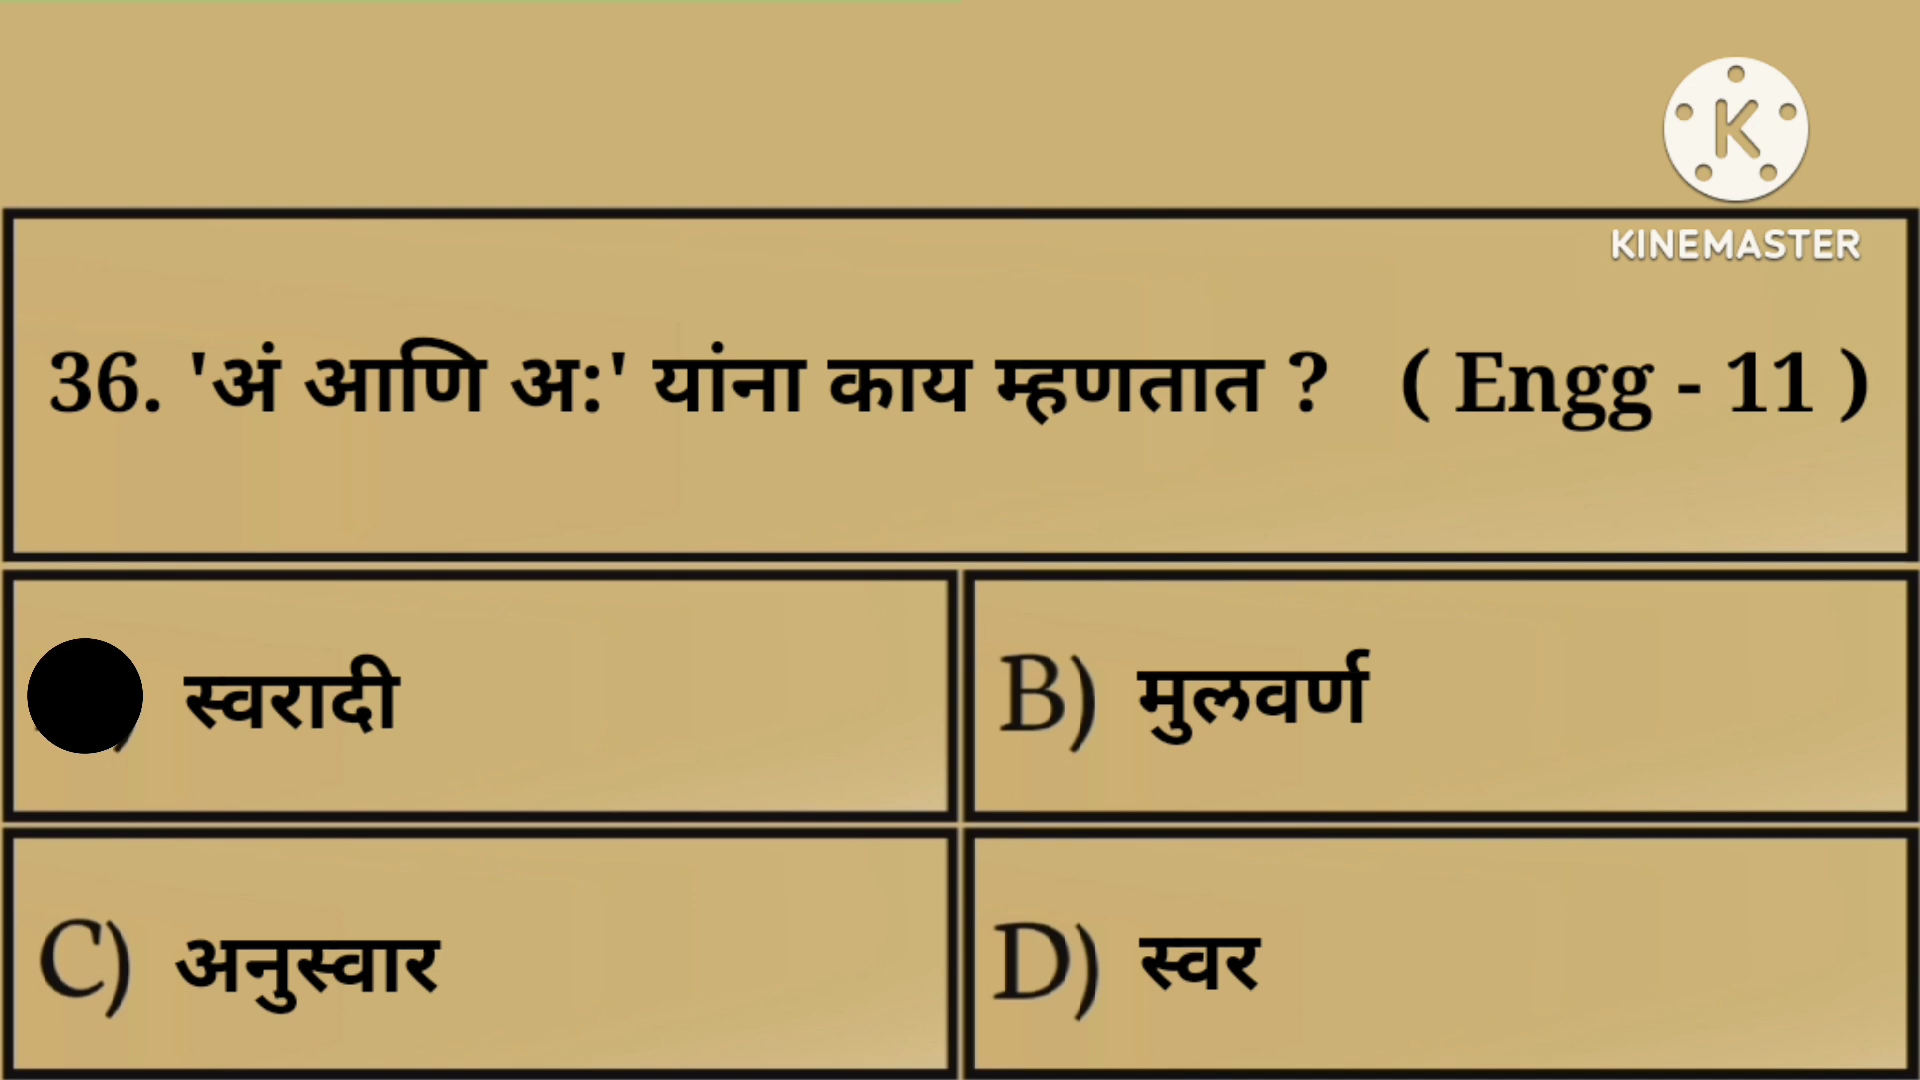 KINEMASTER
36. 'अं आणि अ:' यांना काय म्हणतात ? ( Engg - 11 )
स्वरादी
B) मुलवर्ण
C) अनुस्वार
D) स्वर